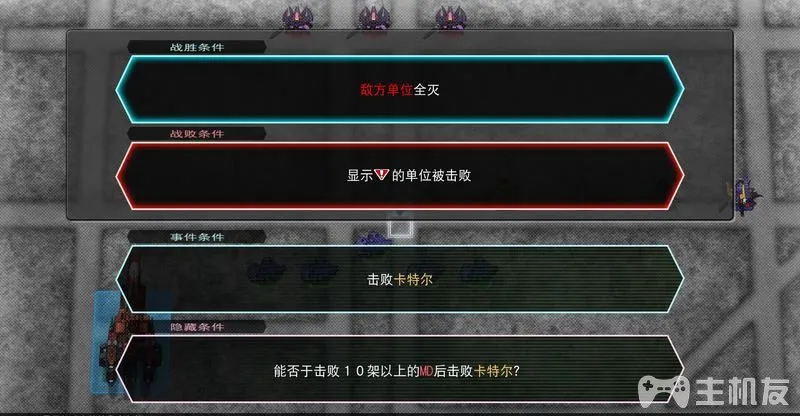 战胜条件
敌方单位全灭
战败条件
显示的单位被击败
事件条件
击败卡特尔
隐藏条件
能否于击败１０架以上的MD后击败卡特尔?
主机友